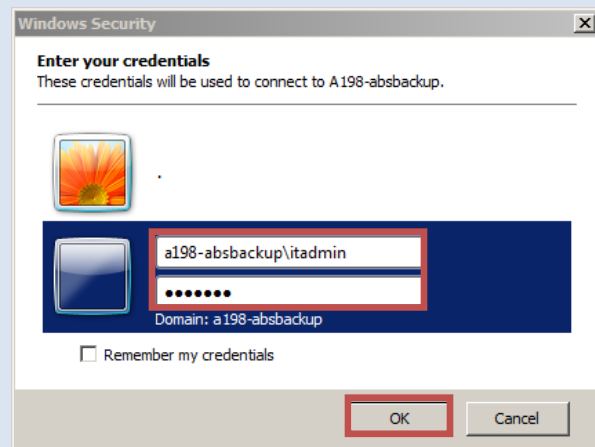 Windows Security
Enter your credentials
These credentials will be used to connect to A198-absbackup.
.
a198-absbackup\itadmin
●●●●●●●
Domain: a198-absbackup
Remember my credentials
OK
Cancel